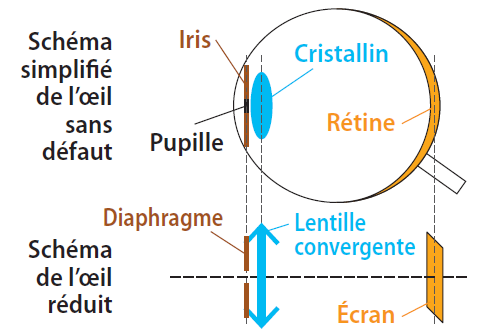 Schéma
simplifié
de l'œil
sans
défaut
Iris
Cristallin
Pupille
Rétine
Schéma
de l'œil
réduit
Diaphragme
Lentille
convergente
Écran